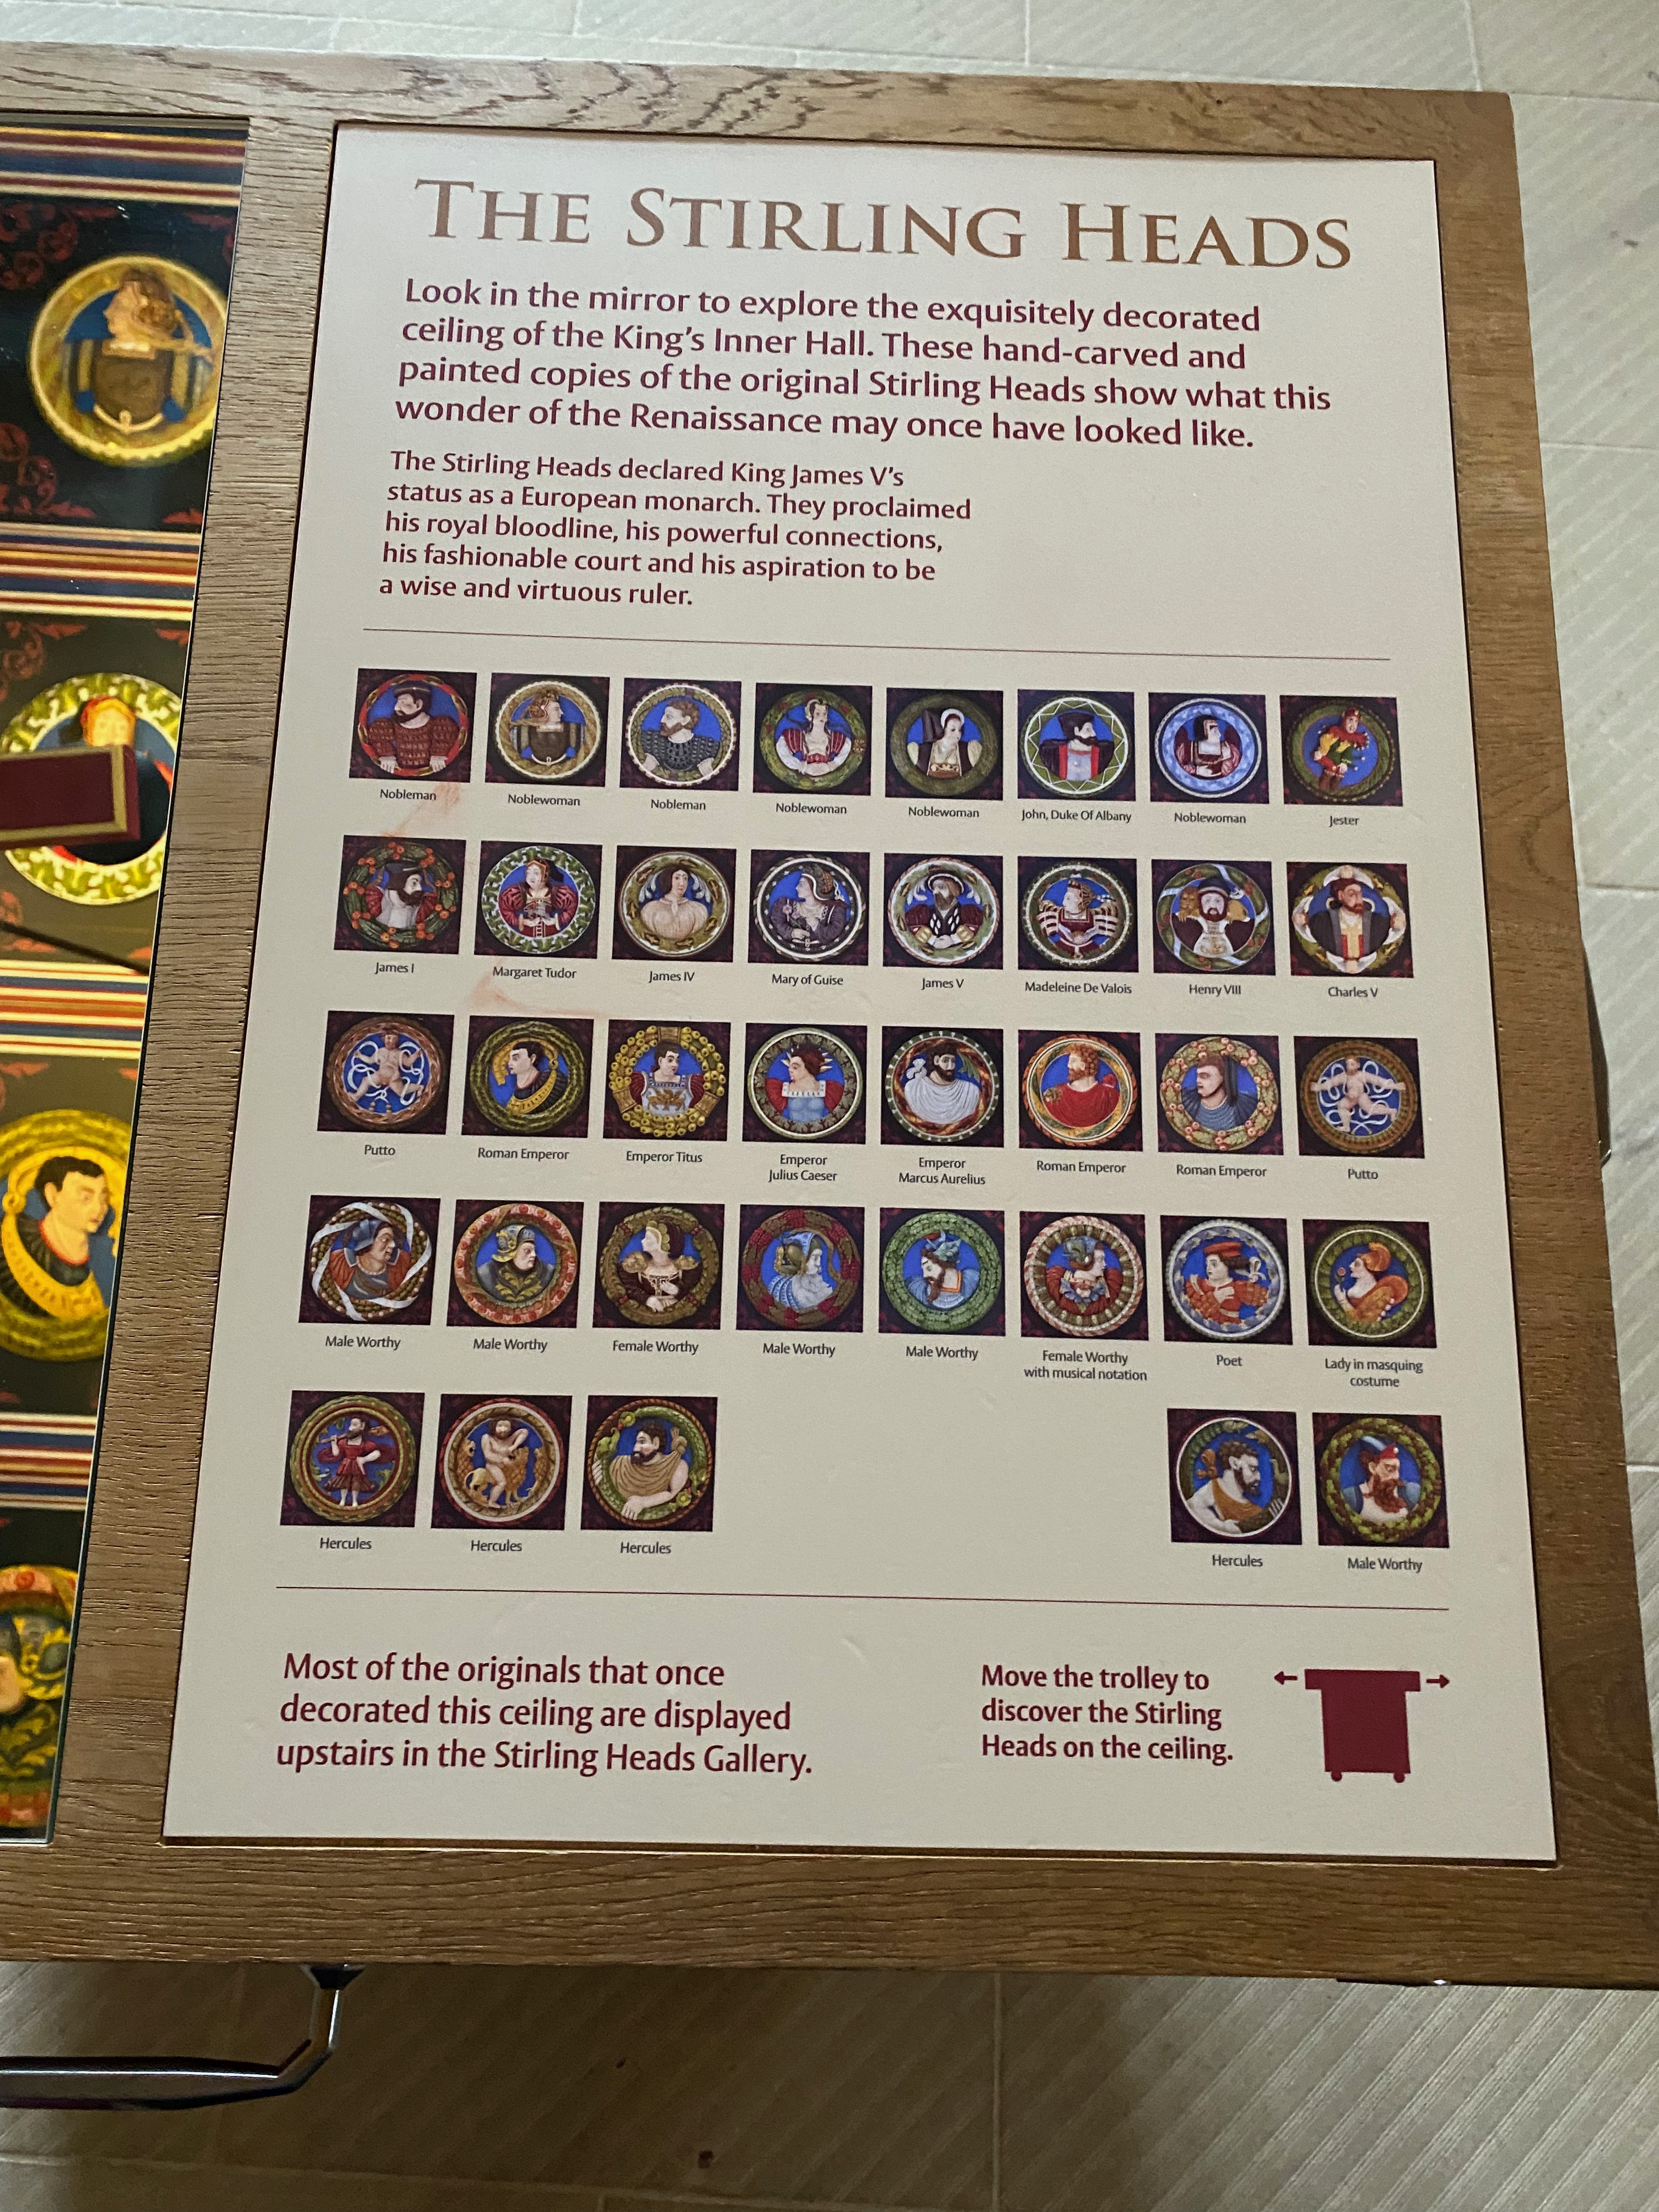 THE STIRLING HEADS
Look in the mirror to explore the exquisitely decorated
ceiling of the King's Inner Hall. These hand-carved and
painted copies of the original Stirling Heads show what this
wonder of the Renaissance may once have looked like.
The Stirling Heads declared King James V's
status as a European monarch. They proclaimed
his royal bloodline, his powerful connections,
his fashionable court and his aspiration to be
a wise and virtuous ruler.
Nobleman Noblewoman Nobleman Noblewoman Noblewoman John, Duke Of Albany Noblewoman Jester
James I Margaret Tudor James IV Mary of Guise James V Madeleine De Valois Henry VIII Charles V
Putto Roman Emperor Emperor Titus Emperor Julius Caeser Emperor Marcus Aurelius Roman Emperor Roman Emperor Putto
Male Worthy Male Worthy Female Worthy Male Worthy Male Worthy Female Worthy with musical notation Poet Lady in masquing costume
Hercules Hercules Hercules Hercules Male Worthy
Most of the originals that once
decorated this ceiling are displayed
upstairs in the Stirling Heads Gallery.
Move the trolley to
discover the Stirling
Heads on the ceiling.